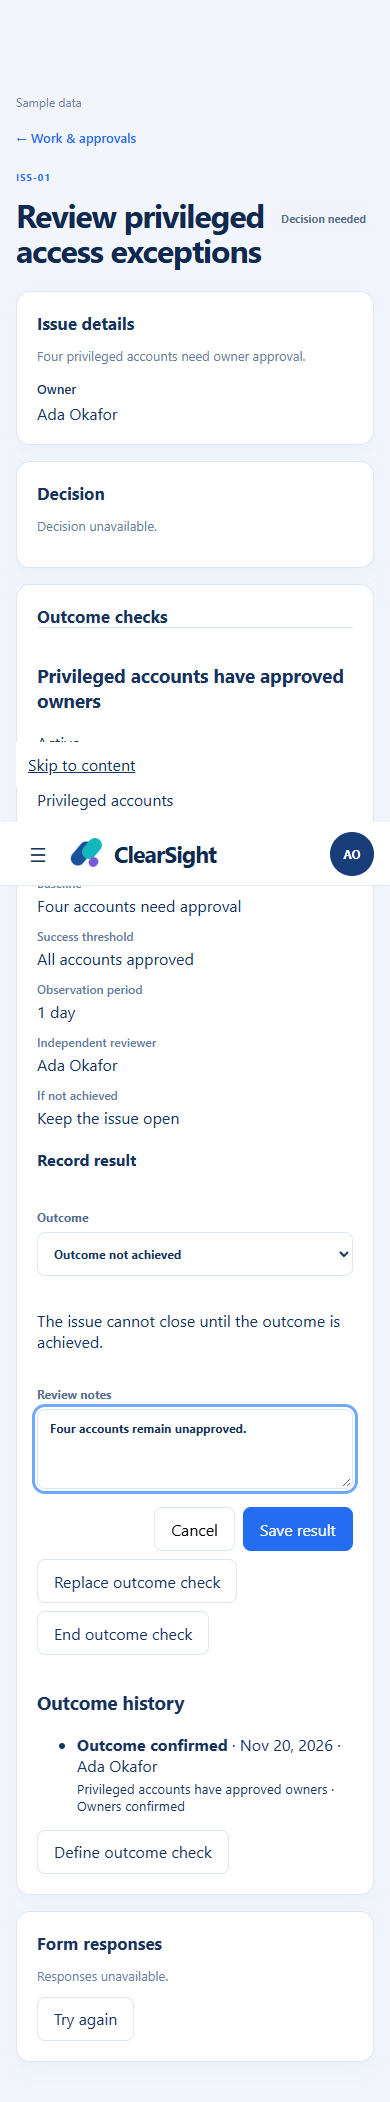 Sample data
← Work & approvals
ISS-01
Review privileged
access exceptions
Decision needed
Issue details
Four privileged accounts need owner approval.
Owner
Ada Okafor
Decision
Decision unavailable.
Outcome checks
Privileged accounts have approved
owners
Skip to content
Privileged accounts
ClearSight
AO
Four accounts need approval
Success threshold
All accounts approved
Observation period
1 day
Independent reviewer
Ada Okafor
If not achieved
Keep the issue open
Record result
Outcome
Outcome not achieved
The issue cannot close until the outcome is
achieved.
Review notes
Four accounts remain unapproved.
Cancel
Save result
Replace outcome check
End outcome check
Outcome history
• Outcome confirmed · Nov 20, 2026 ·
Ada Okafor
Privileged accounts have approved owners ·
Owners confirmed
Define outcome check
Form responses
Responses unavailable.
Try again